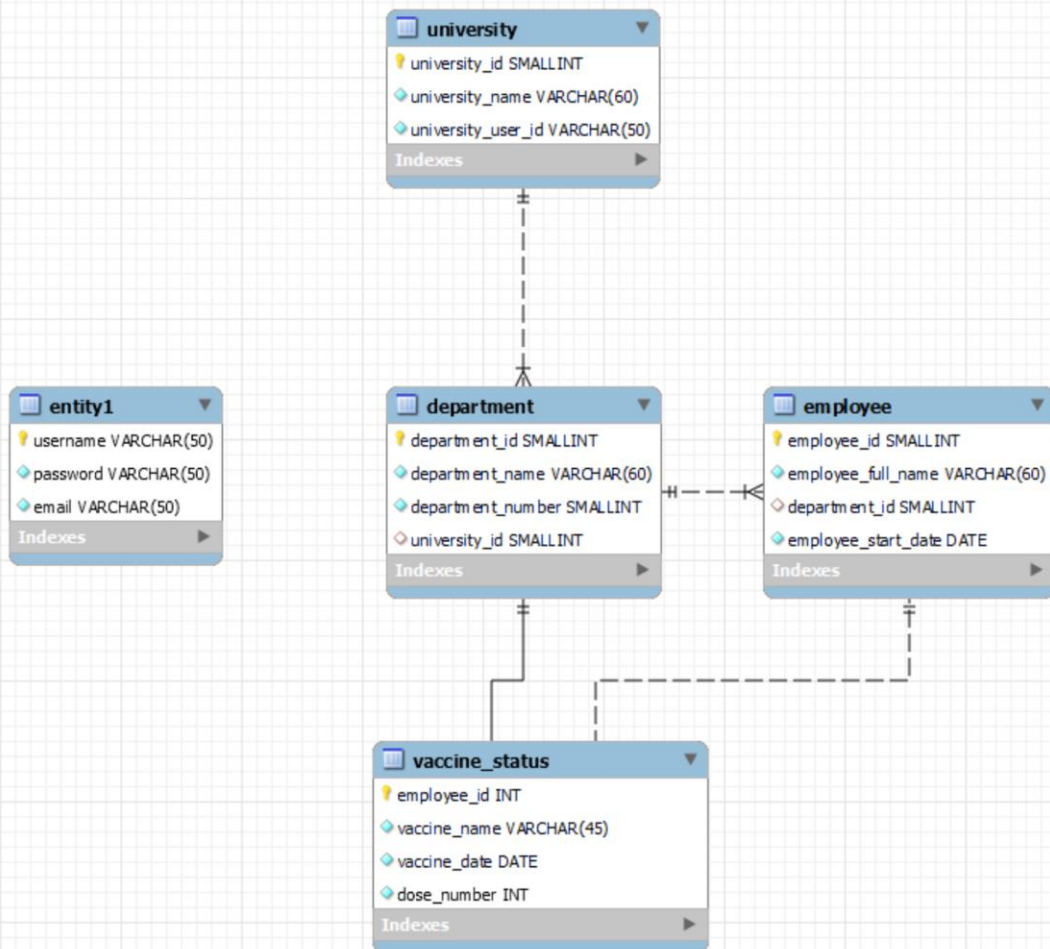 university
university_id SMALLINT
university_name VARCHAR(60)
university_user_id VARCHAR(50)
Indexes
entity1
username VARCHAR(50)
password VARCHAR(50)
email VARCHAR(50)
Indexes
department
department_id SMALLINT
department_name VARCHAR(60)
department_number SMALLINT
university_id SMALLINT
Indexes
employee
employee_id SMALLINT
employee_full_name VARCHAR(60)
department_id SMALLINT
employee_start_date DATE
Indexes
vaccine_status
employee_id INT
vaccine_name VARCHAR(45)
vaccine_date DATE
dose_number INT
Indexes